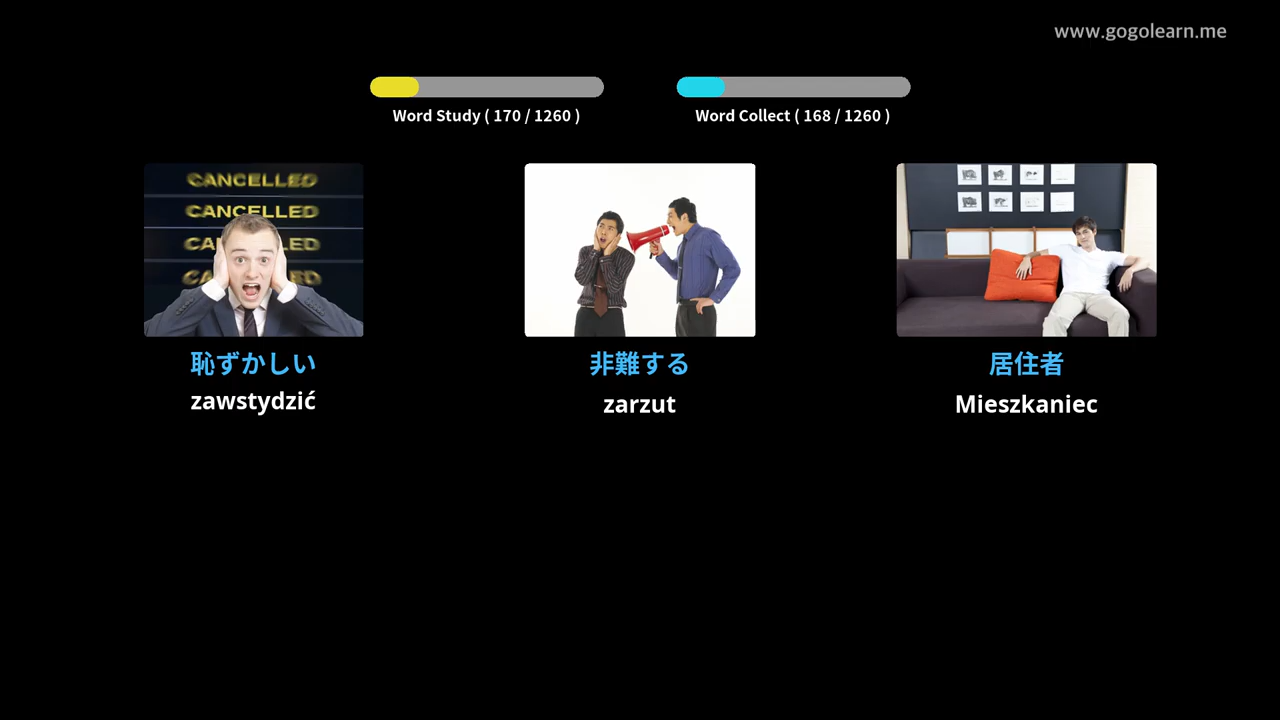 www.gogolearn.me
Word Study ( 170 / 1260 )
Word Collect ( 168 / 1260 )
CANCELLED
CANCELLED
恥ずかしい
非難する
居住者
zawstydzić
zarzut
Mieszkaniec